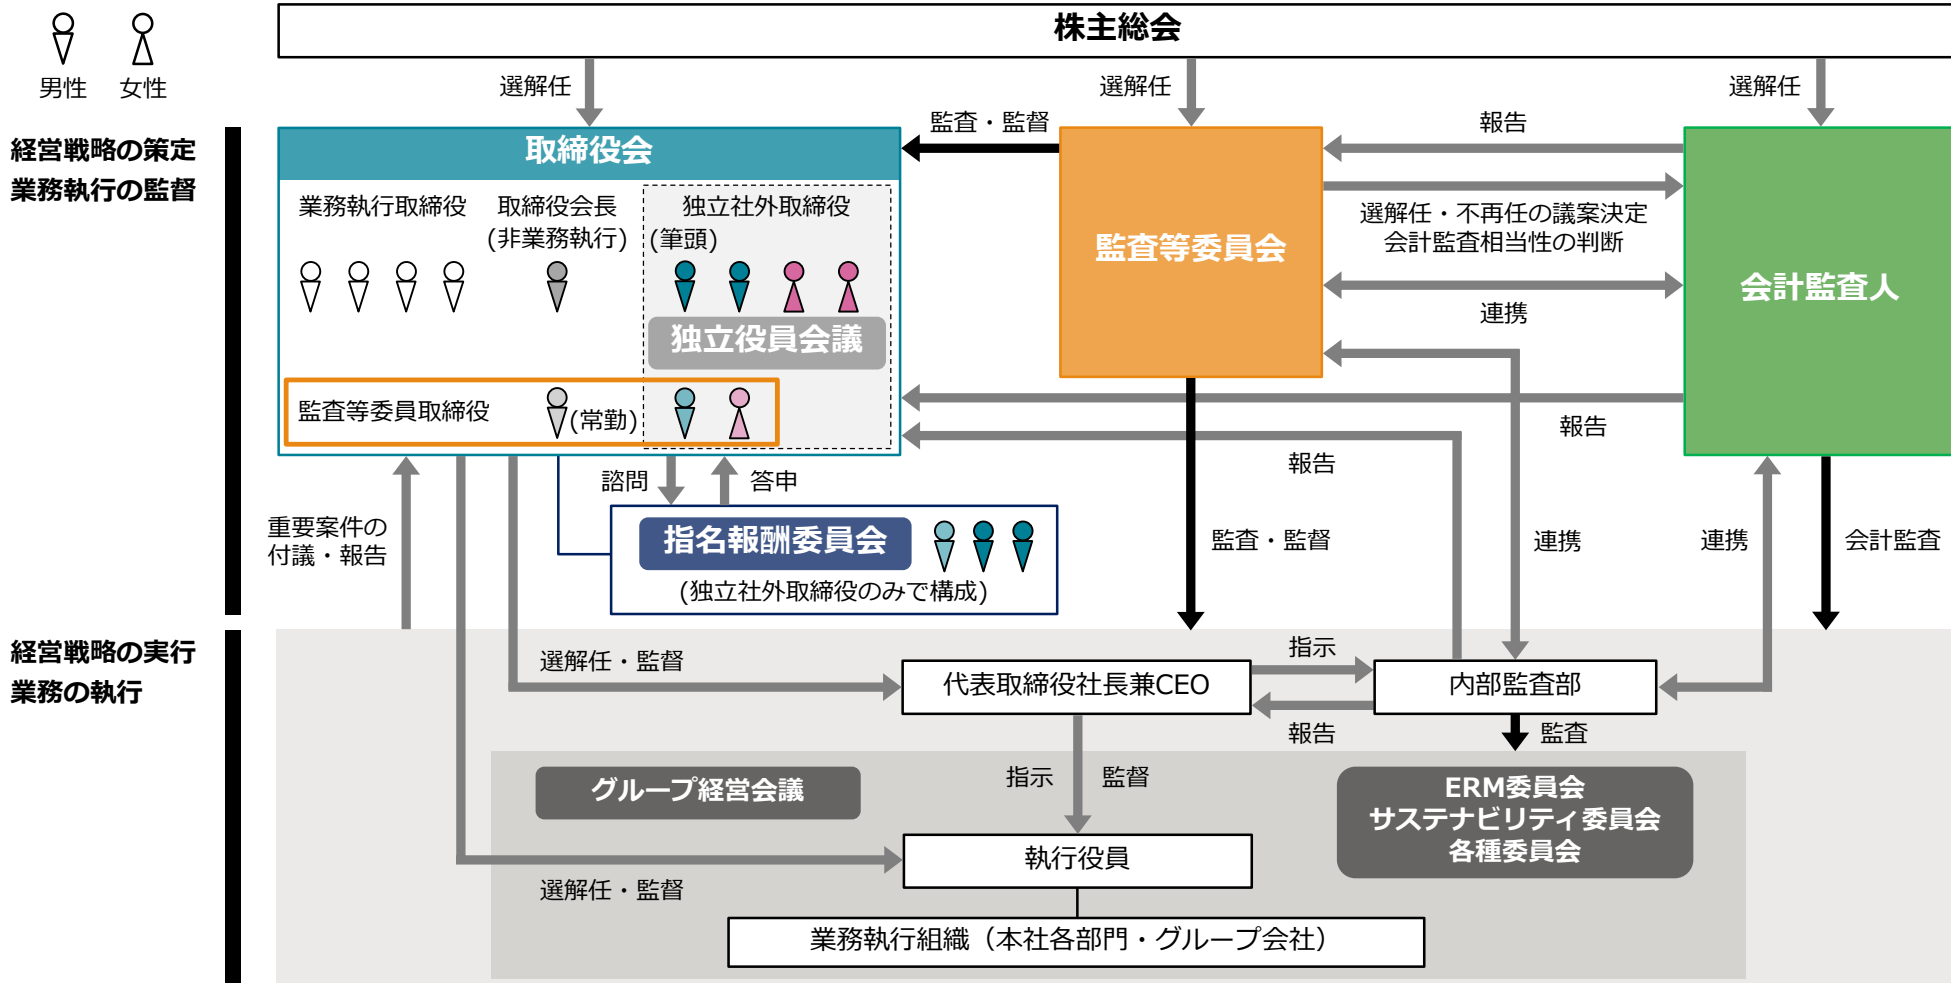 株主総会
男性
女性
選解任
選解任
選解任
経営戦略の策定
業務執行の監督
取締役会
監査・監督
報告
業務執行取締役
取締役会長
(非業務執行)
独立社外取締役
(筆頭)
独立役員会議
監査等委員会
選解任・不再任の議案決定
会計監査相当性の判断
会計監査人
連携
監査等委員取締役
(常勤)
報告
報告
諮問
答申
重要案件の
付議・報告
指名報酬委員会
(独立社外取締役のみで構成)
監査・監督
連携
連携
会計監査
経営戦略の実行
業務の執行
選解任・監督
代表取締役社長兼CEO
指示
報告
内部監査部
監査
グループ経営会議
指示
監督
ERM委員会
サステナビリティ委員会
各種委員会
執行役員
選解任・監督
業務執行組織（本社各部門・グループ会社）